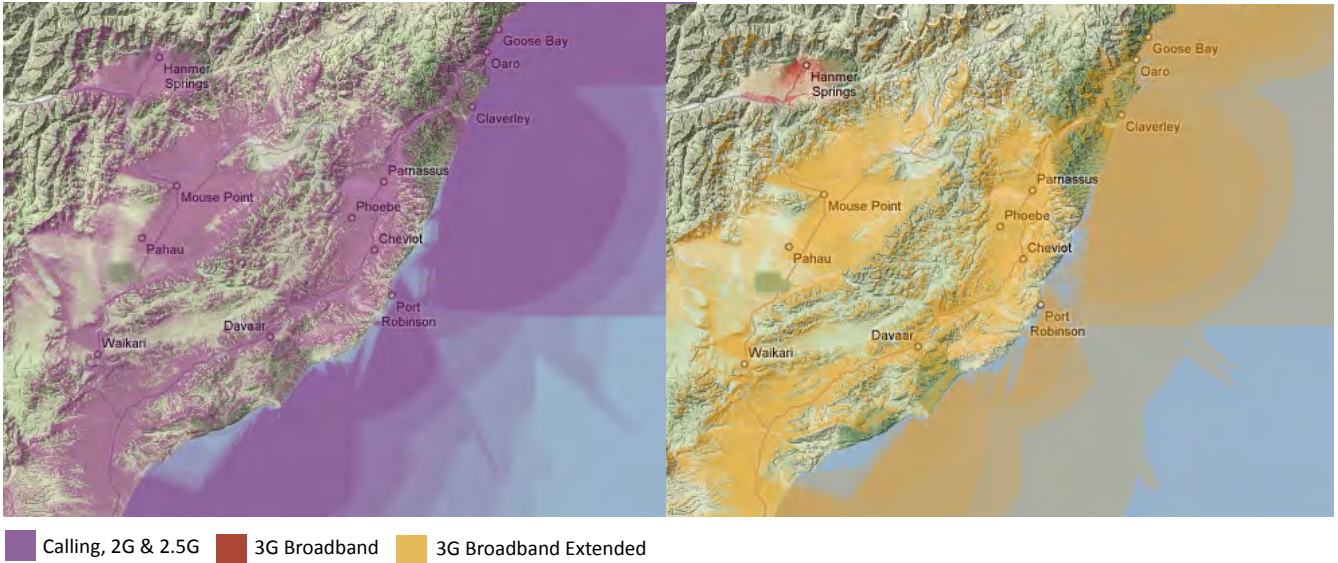 Goose Bay
Oaro
Hanmer
Springs
Claverley
Parnassus
Mouse Point
Phoebe
Pahau
Cheviot
Port
Robinson
Davaar
Waikari
Goose Bay
Oaro
Hanmer
Springs
Claverley
Parnassus
Mouse Point
Phoebe
Pahau
Cheviot
Port
Robinson
Davaar
Waikari
Calling, 2G & 2.5G 3G Broadband 3G Broadband Extended